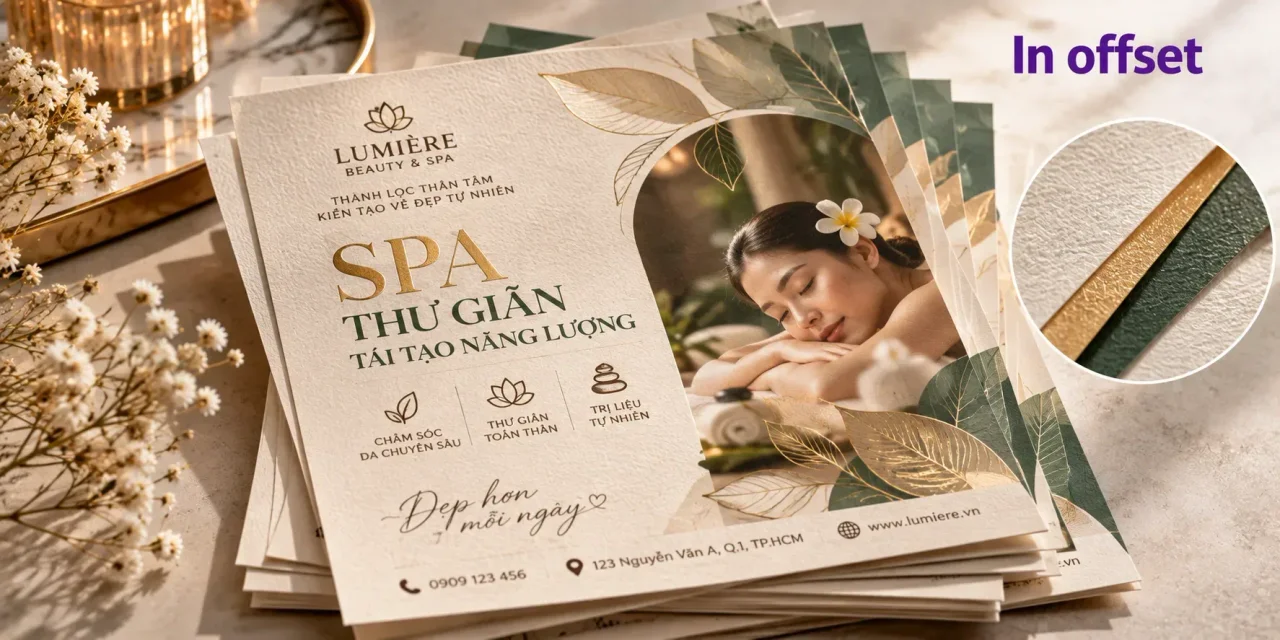 In offset
LUMIÈRE
BEAUTY & SPA
THANH LỌC THÂN TÂM
KIẾN TẠO VẺ ĐẸP TỰ NHIÊN
SPA
THƯ GIÃN
TÁI TẠO NĂNG LƯỢNG
CHĂM SÓC
DA CHUYÊN SÂU
THƯ GIÃN
TOÀN THÂN
TRỊ LIỆU
TỰ NHIÊN
Đẹp hơn
mỗi ngày
0909 123 456
123 Nguyễn Văn A, Q.1, TP.HCM
www.lumiere.vn
.vn